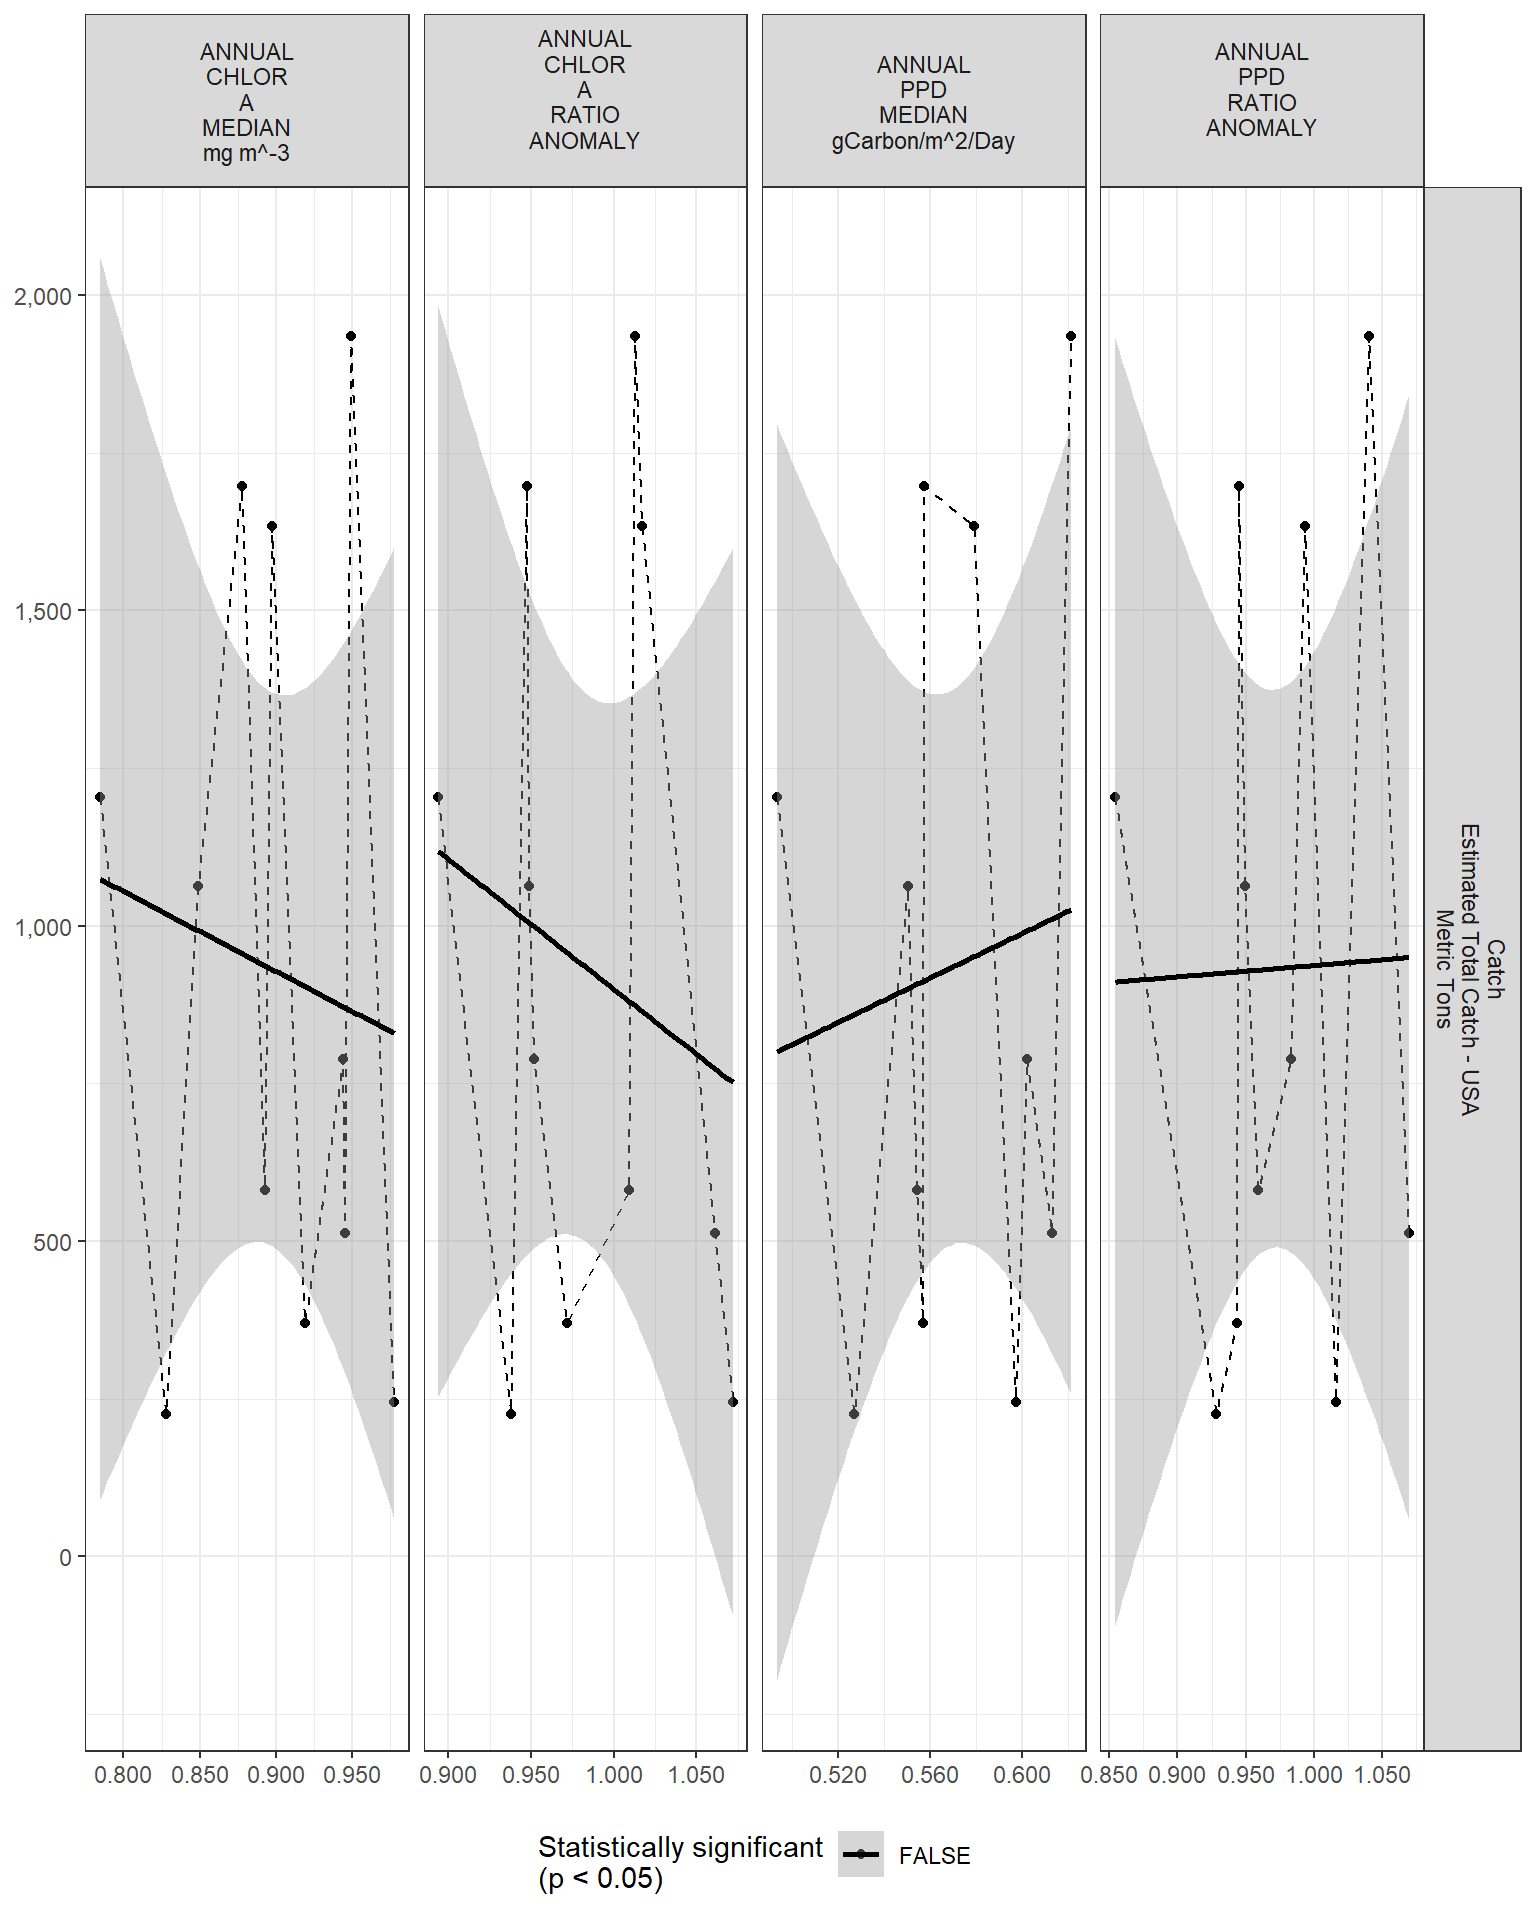 ANNUAL
CHLOR
A
MEDIAN
mg m^-3
ANNUAL
CHLOR
A
RATIO
ANOMALY
ANNUAL
PPD
MEDIAN
gCarbon/m^2/Day
ANNUAL
PPD
RATIO
ANOMALY
2,000
1,500
1,000
500
0
Catch
Estimated Total Catch - USA
Metric Tons
0.800 0.850 0.900 0.950
0.900 0.950 1.000 1.050
0.520 0.560 0.600
0.850 0.900 0.950 1.000 1.050
Statistically significant
(p < 0.05)
FALSE